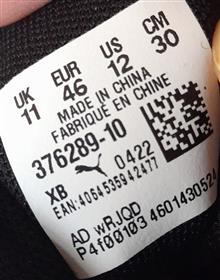 UK EUR US CM
11 46 12 30
MADE IN CHINA
FABRIQUÉ EN CHINE
376289-10
XB 0422
EAN:4064535942477
AD wRJQD
P4f00103 4601430524